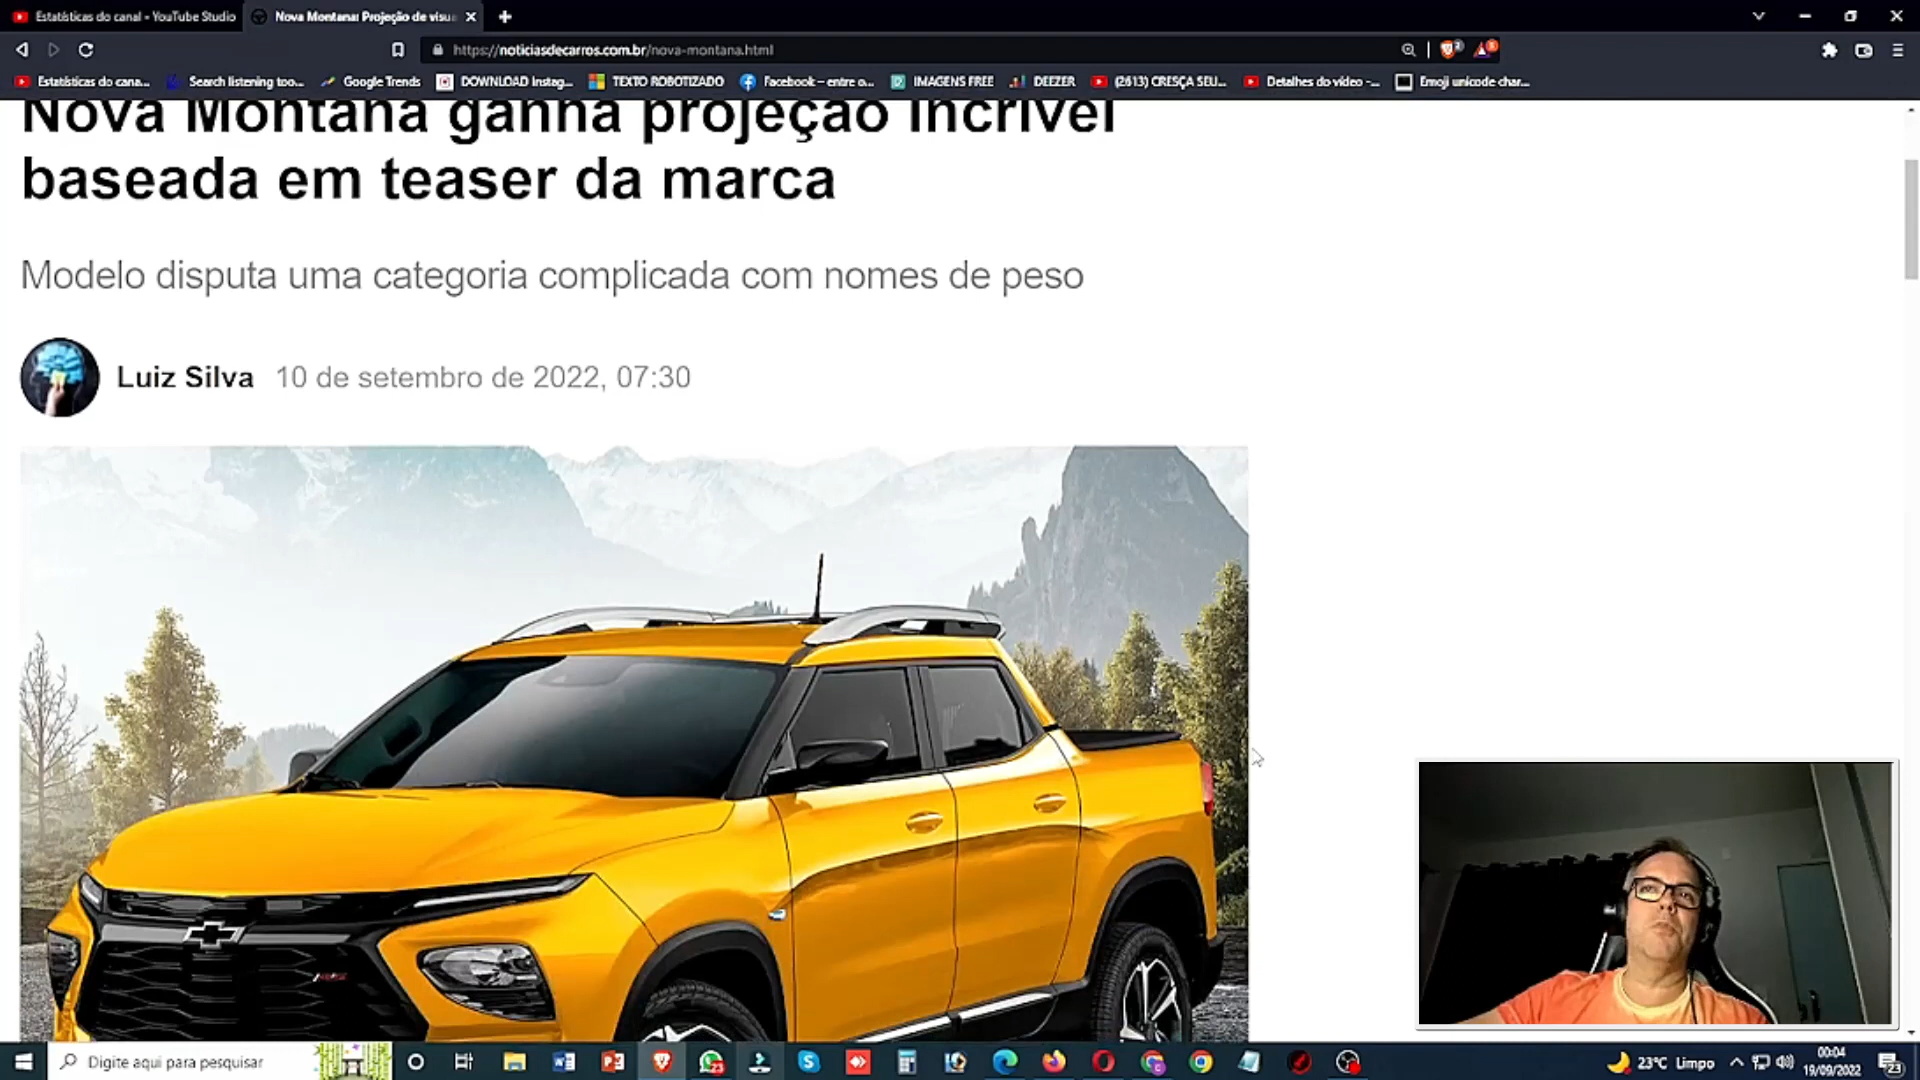 Estatísticas do canal - YouTube Studio
Nova Montana: Projeção de visu
https://noticiasdecarros.com.br/nova-montana.html
Estatísticas do cana...
Search listening too...
Google Trends
DOWNLOAD Instag...
TEXTO ROBOTIZADO
Facebook – entre o...
IMAGENS FREE
DEEZER
(2613) CRESÇA SEU...
Detalhes do vídeo -...
Emoji unicode char...
Nova Montana ganha projeção incrível
baseada em teaser da marca
Modelo disputa uma categoria complicada com nomes de peso
Luiz Silva 10 de setembro de 2022, 07:30
RS
Digite aqui para pesquisar
23
23°C Limpo
00:04
19/09/2022
23